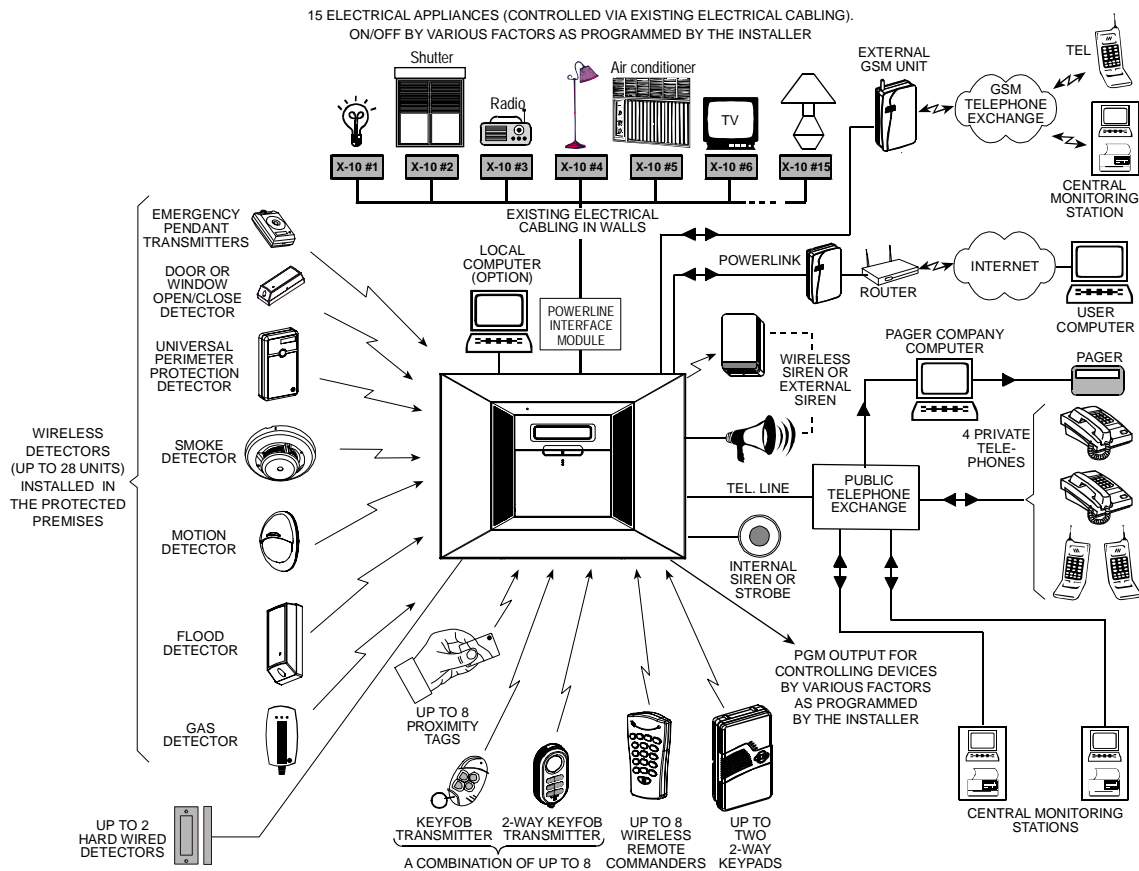 15 ELECTRICAL APPLIANCES (CONTROLLED VIA EXISTING ELECTRICAL CABLING).
ON/OFF BY VARIOUS FACTORS AS PROGRAMMED BY THE INSTALLER
Shutter
Radio
Air conditioner
TV
X-10 #1
X-10 #2
X-10 #3
X-10 #4
X-10 #5
X-10 #6
X-10 #15
EXISTING ELECTRICAL
CABLING IN WALLS
EXTERNAL
GSM UNIT
GSM
TELEPHONE
EXCHANGE
TEL
CENTRAL
MONITORING
STATION
POWERLINK
ROUTER
INTERNET
USER
COMPUTER
LOCAL
COMPUTER
(OPTION)
POWERLINE
INTERFACE
MODULE
WIRELESS
DETECTORS
(UP TO 28 UNITS)
INSTALLED IN
THE PROTECTED
PREMISES
EMERGENCY
PENDANT
TRANSMITTERS
DOOR OR
WINDOW
OPEN/CLOSE
DETECTOR
UNIVERSAL
PERIMETER
PROTECTION
DETECTOR
SMOKE
DETECTOR
MOTION
DETECTOR
FLOOD
DETECTOR
GAS
DETECTOR
UP TO 2
HARD WIRED
DETECTORS
WIRELESS
SIREN OR
EXTERNAL
SIREN
TEL. LINE
INTERNAL
SIREN OR
STROBE
PAGER COMPANY
COMPUTER
PAGER
4 PRIVATE
TELE-
PHONES
PUBLIC
TELEPHONE
EXCHANGE
PGM OUTPUT FOR
CONTROLLING DEVICES
BY VARIOUS FACTORS
AS PROGRAMMED
BY THE INSTALLER
CENTRAL MONITORING
STATIONS
UP TO 8
PROXIMITY
TAGS
KEYFOB
TRANSMITTER
2-WAY KEYFOB
TRANSMITTER
A COMBINATION OF UP TO 8
UP TO 8
WIRELESS
REMOTE
COMMANDERS
UP TO
TWO
2-WAY
KEYPADS